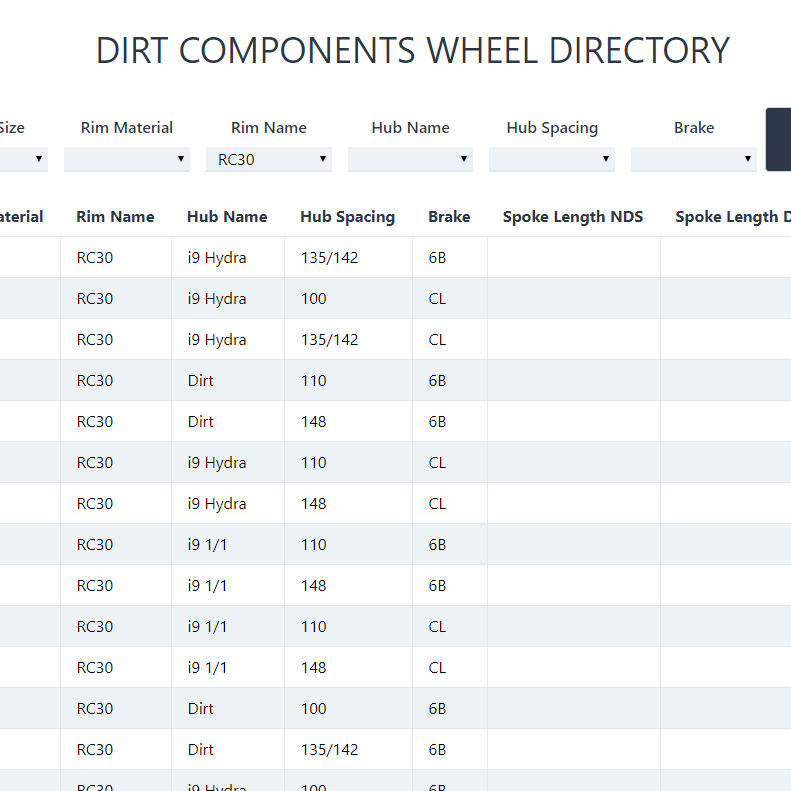 DIRT COMPONENTS WHEEL DIRECTORY
Size Rim Material Rim Name Hub Name Hub Spacing Brake
RC30
aterial Rim Name Hub Name Hub Spacing Brake Spoke Length NDS Spoke Length D
RC30 i9 Hydra 135/142 6B
RC30 i9 Hydra 100 CL
RC30 i9 Hydra 135/142 CL
RC30 Dirt 110 6B
RC30 Dirt 148 6B
RC30 i9 Hydra 110 CL
RC30 i9 Hydra 148 CL
RC30 i9 1/1 110 6B
RC30 i9 1/1 148 6B
RC30 i9 1/1 110 CL
RC30 i9 1/1 148 CL
RC30 Dirt 100 6B
RC30 Dirt 135/142 6B
RC30 i9 Hydra 100 6B